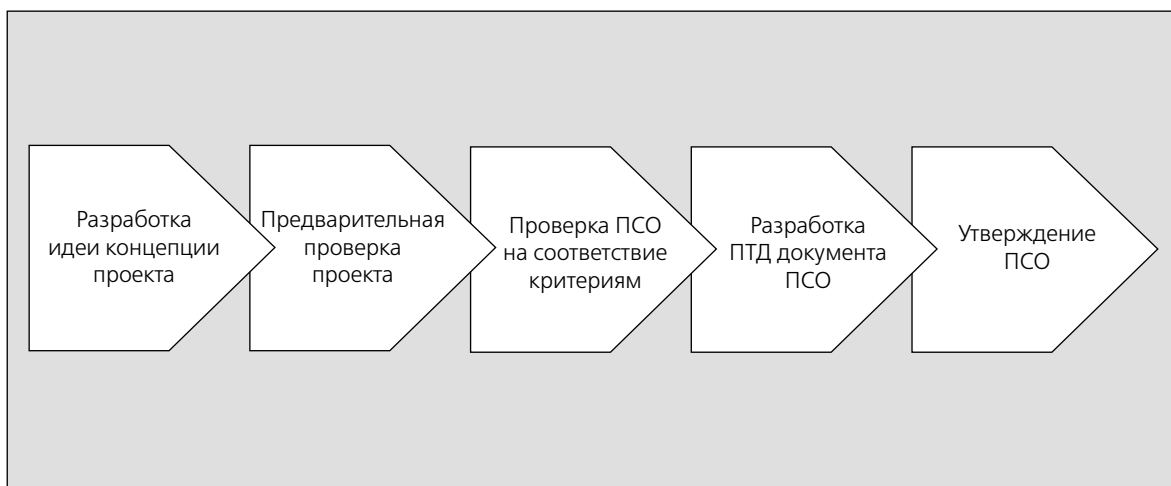 Разработка
идеи концепции
проекта
Предварительная
проверка
проекта
Проверка ПСО
на соответствие
критериям
Разработка
ПТД документа
ПСО
Утверждение
ПСО